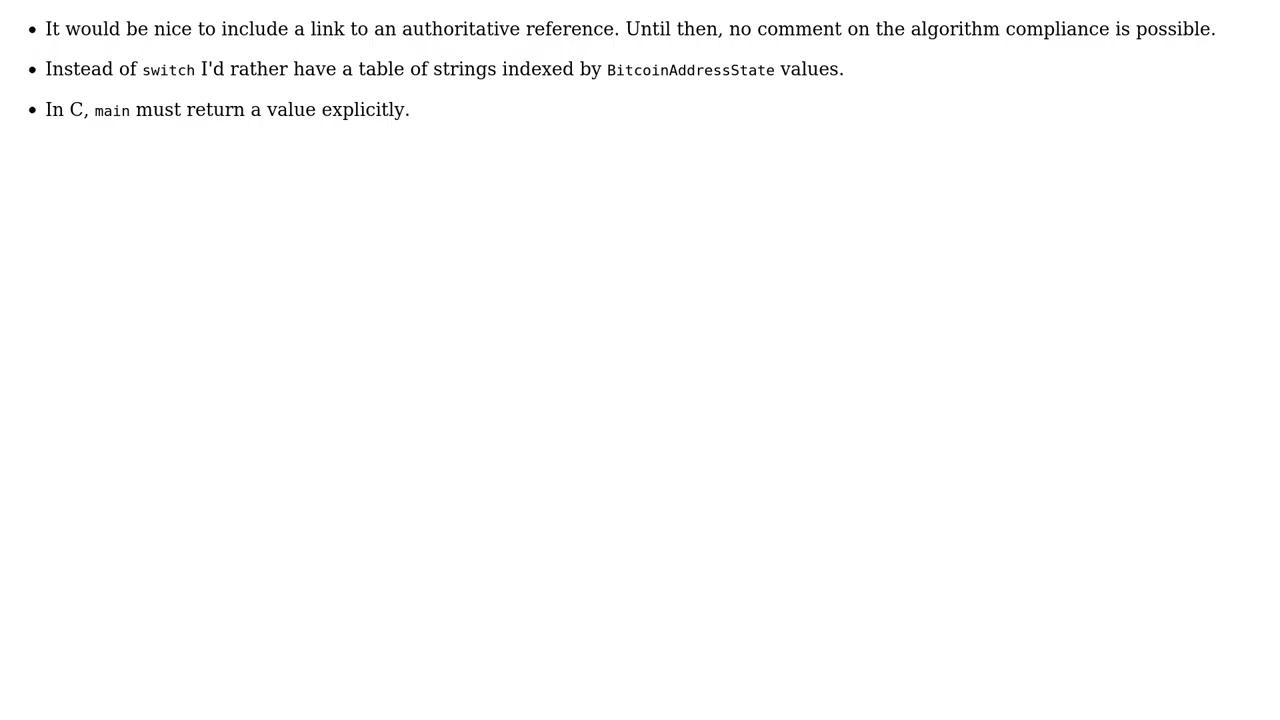 • It would be nice to include a link to an authoritative reference. Until then, no comment on the algorithm compliance is possible.
• Instead of switch I'd rather have a table of strings indexed by BitcoinAddressState values.
• In C, main must return a value explicitly.